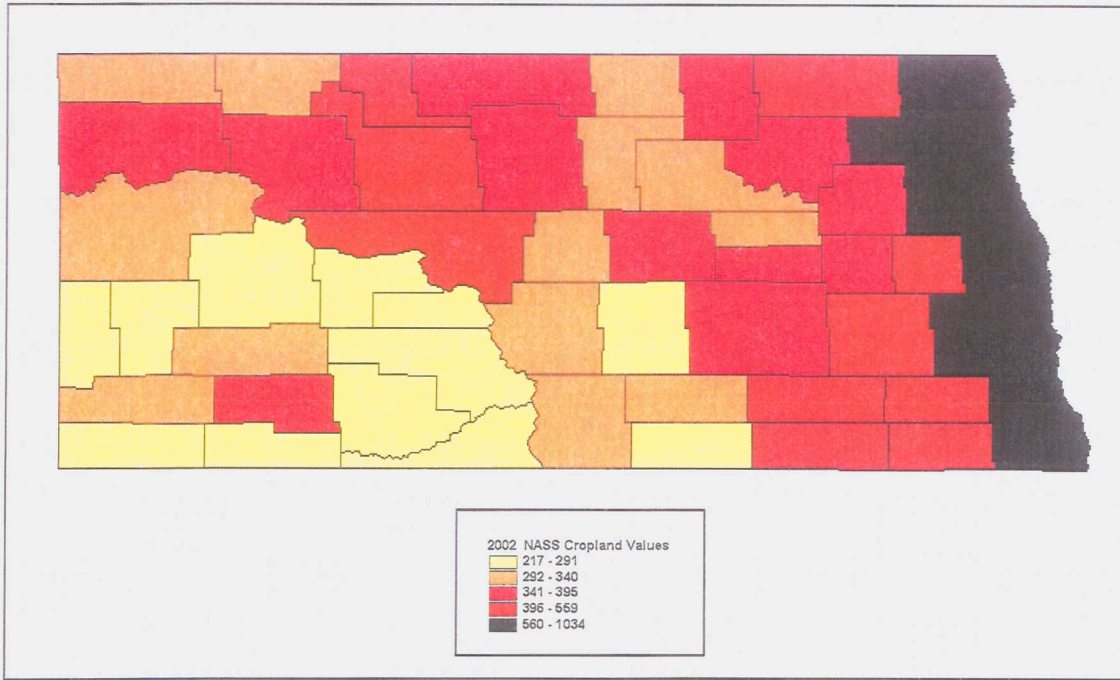 2002 NASS Cropland Values
217 - 291
292 - 340
341 - 395
396 - 559
560 - 1034